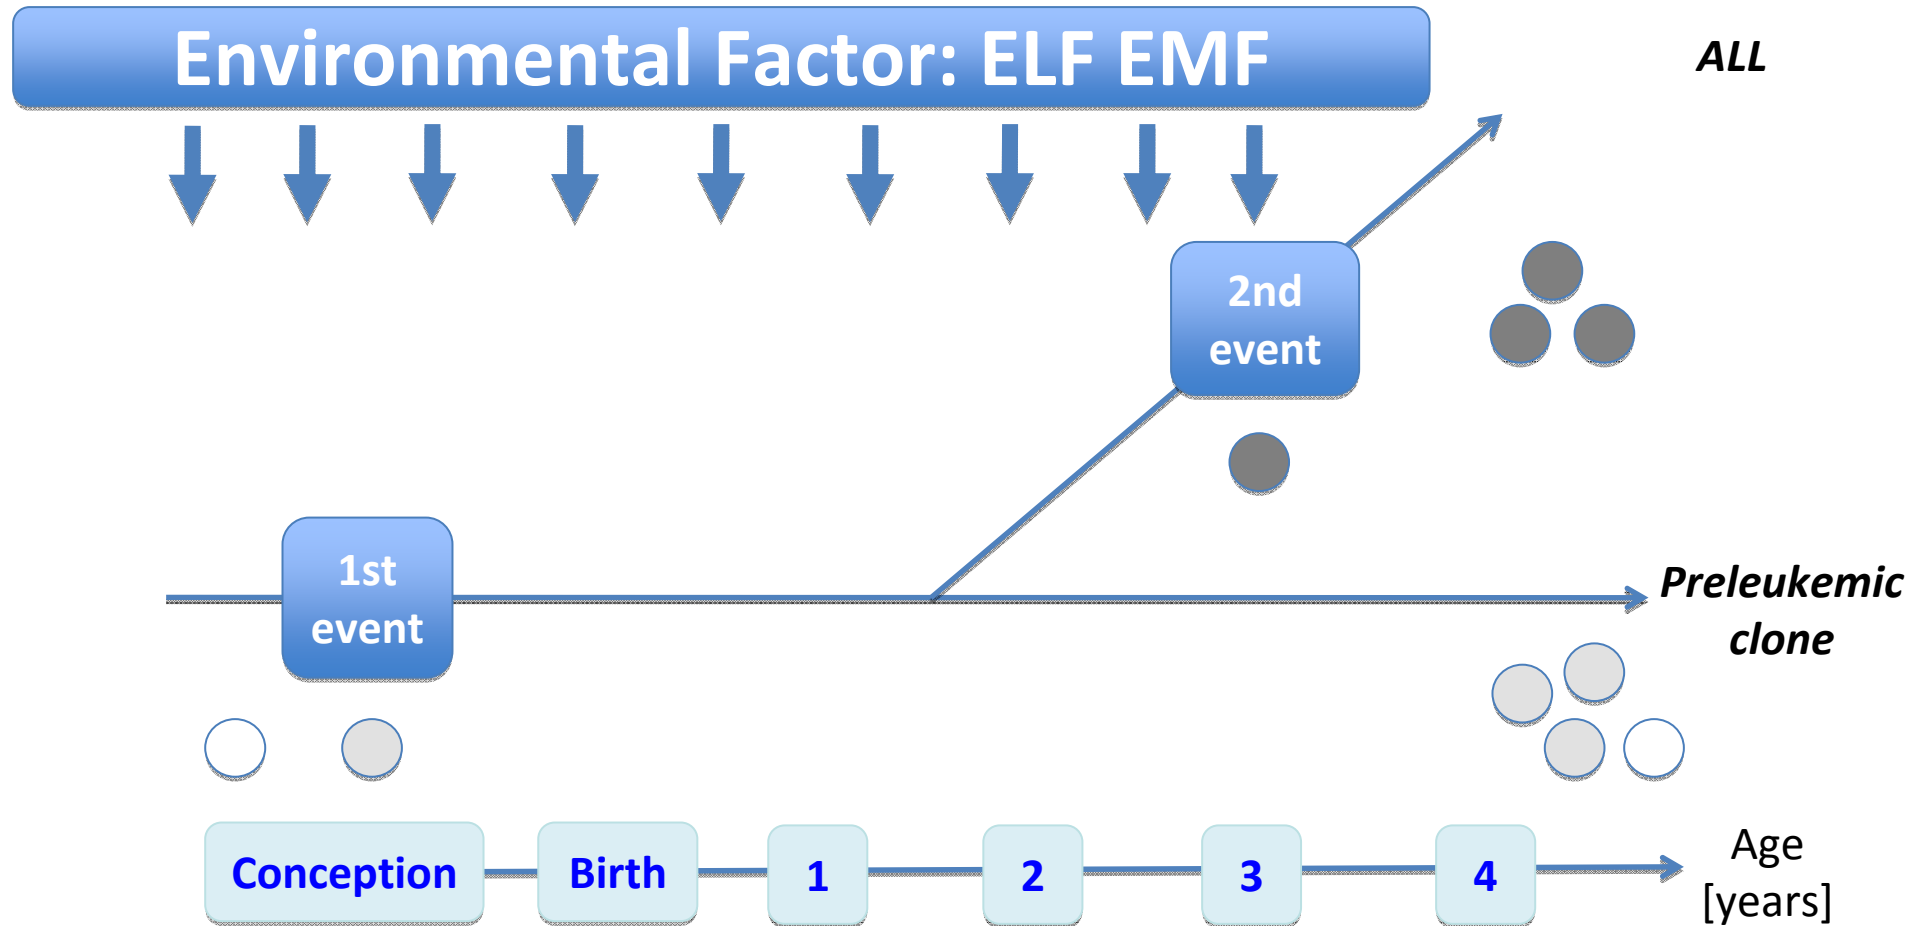 Environmental Factor: ELF EMF
ALL
2nd
event
1st
event
Preleukemic
clone
Conception
Birth
1
2
3
4
Age
[years]